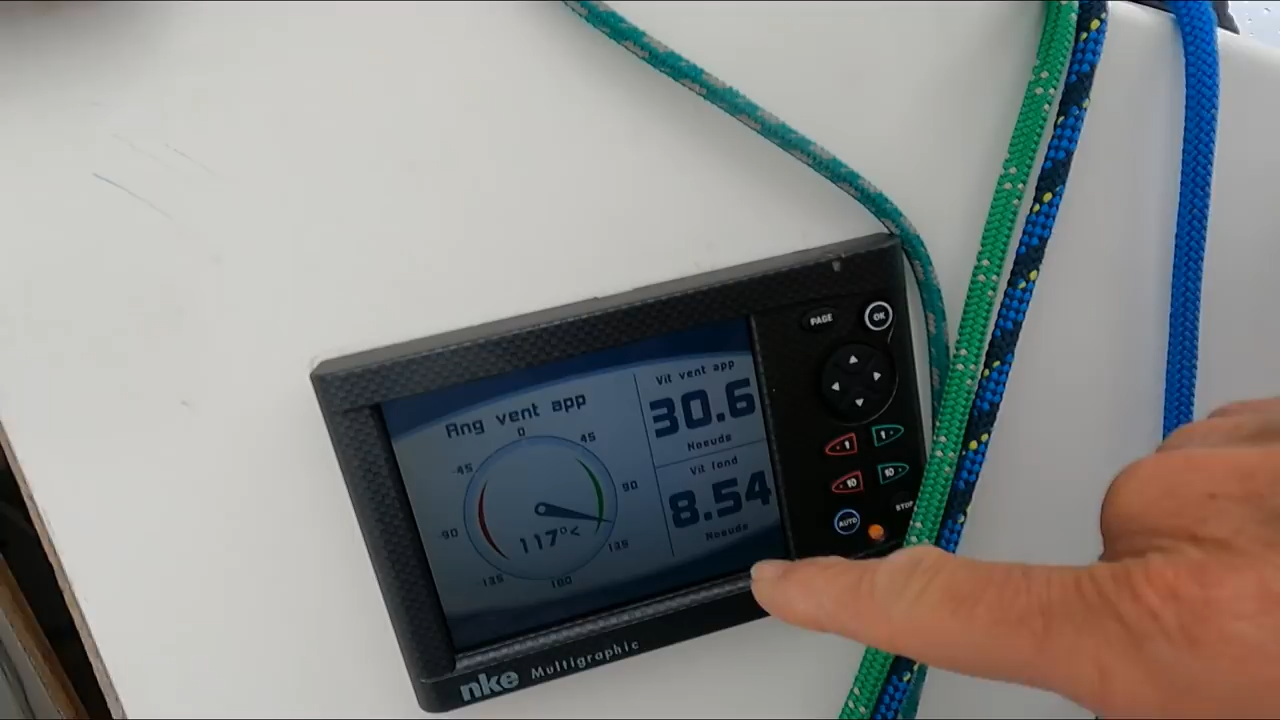 PAGE
OK
Ang vent app
0
45
90
135
180
-135
-90
-45
117°<
Vit vent app
30.6
Noeuds
Vit fond
8.54
Noeuds
-1
1
-10
10
AUTO
STOP
nke Multigraphic